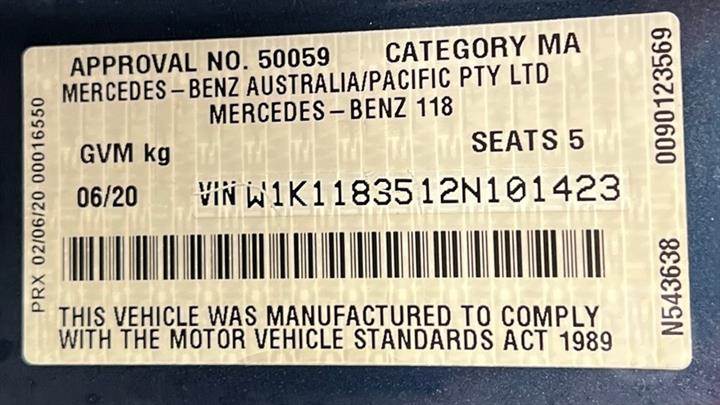 APPROVAL NO. 50059 CATEGORY MA
MERCEDES-BENZ AUSTRALIA/PACIFIC PTY LTD
MERCEDES-BENZ 118
GVM kg SEATS 5
06/20 VIN W1K1183512N101423
THIS VEHICLE WAS MANUFACTURED TO COMPLY
WITH THE MOTOR VEHICLE STANDARDS ACT 1989
PRX 02/06/20 00016550
0090123569
N543638